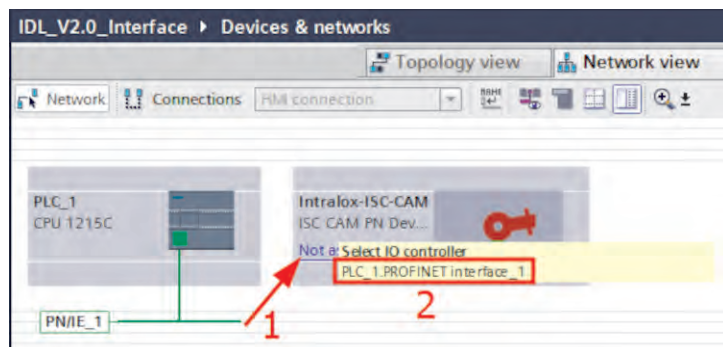 IDL_V2.0_Interface ▸ Devices & networks
Topology view
Network view
Network
Connections
HMI connection
PLC_1
CPU 1215C
Intralox-ISC-CAM
ISC CAM PN Dev...
Not a
Select IO controller
PLC_1.PROFINET interface_1
1
2
PN/IE_1